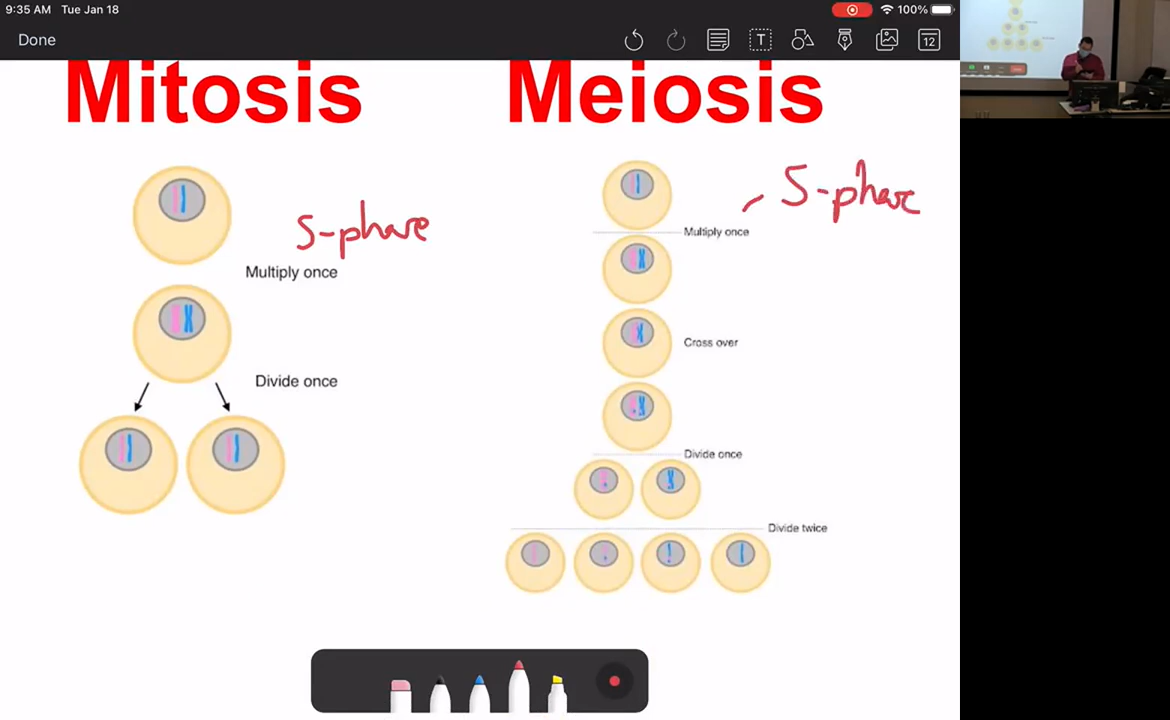 9:35 AM Tue Jan 18
100%
Done
T
12
Mitosis
Meiosis
S-phase
Multiply once
Divide once
S-phase
Multiply once
Cross over
Divide once
Divide twice